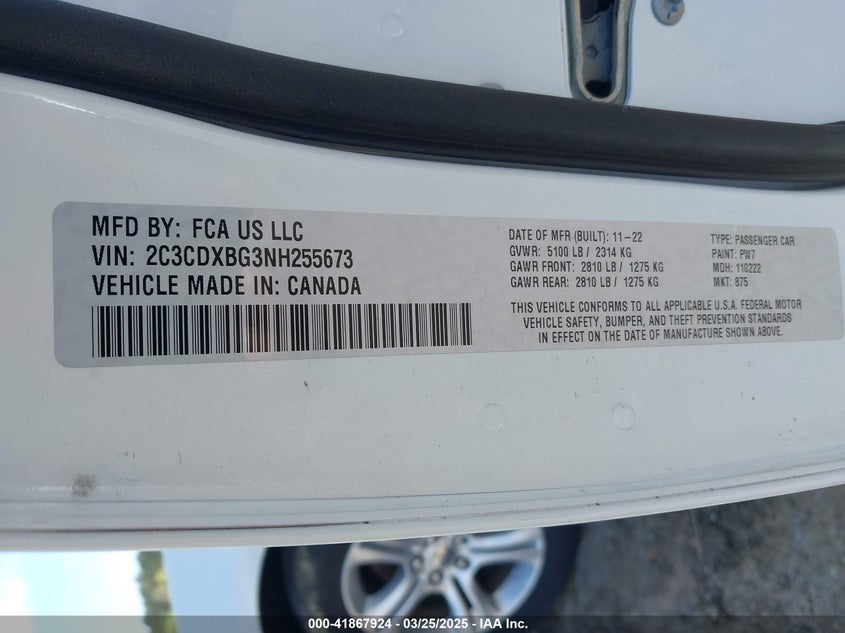 MFD BY: FCA US LLC
VIN: 2C3CDXBG3NH255673
VEHICLE MADE IN: CANADA
DATE OF MFR (BUILT): 11-22
GVWR: 5100 LB / 2314 KG
GAWR FRONT: 2810 LB / 1275 KG
GAWR REAR: 2810 LB / 1275 KG
TYPE: PASSENGER CAR
PAINT: PW7
MDH: 110222
MKT: 875
THIS VEHICLE CONFORMS TO ALL APPLICABLE U.S.A. FEDERAL MOTOR
VEHICLE SAFETY, BUMPER, AND THEFT PREVENTION STANDARDS
IN EFFECT ON THE DATE OF MANUFACTURE SHOWN ABOVE.
000-41867924 - 03/25/2025 - IAA Inc.